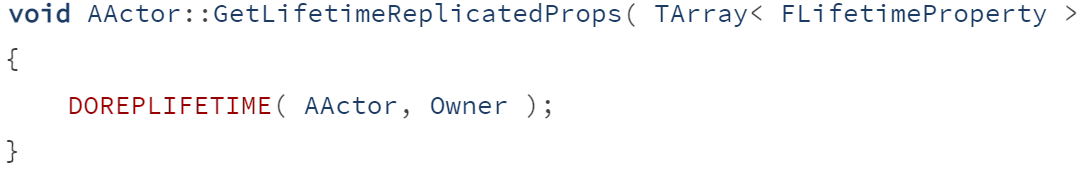 void AActor::GetLifetimeReplicatedProps( TArray< FLifetimeProperty >
{
DOREPLIFETIME( AActor, Owner );
}